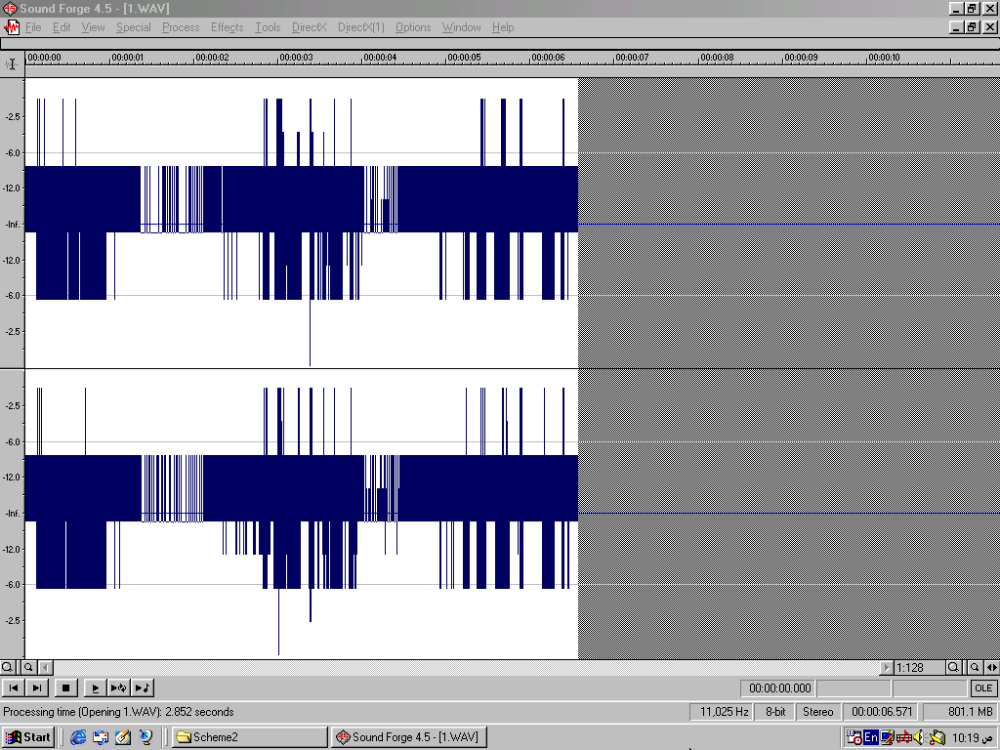 Sound Forge 4.5 - [1.WAV]
File Edit View Special Process Effects Tools DirectX DirectX(1) Options Window Help
00:00:00 00:00:01 00:00:02 00:00:03 00:00:04 00:00:05 00:00:06 00:00:07 00:00:08 00:00:09 00:00:10
-2.5
-6.0
-12.0
-Inf.
-12.0
-6.0
-2.5
-2.5
-6.0
-12.0
-Inf.
-12.0
-6.0
-2.5
1:128
00:00:00.000 OLE
Processing time (Opening 1.WAV): 2.852 seconds 11,025 Hz 8-bit Stereo 00:00:06.571 801.1 MB
Start Scheme2 Sound Forge 4.5 - [1.WAV] En 10:19 ص